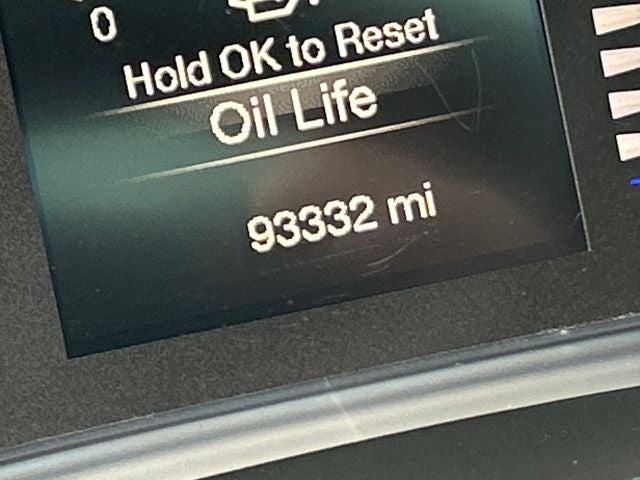 0
Hold OK to Reset
Oil Life
93332 mi